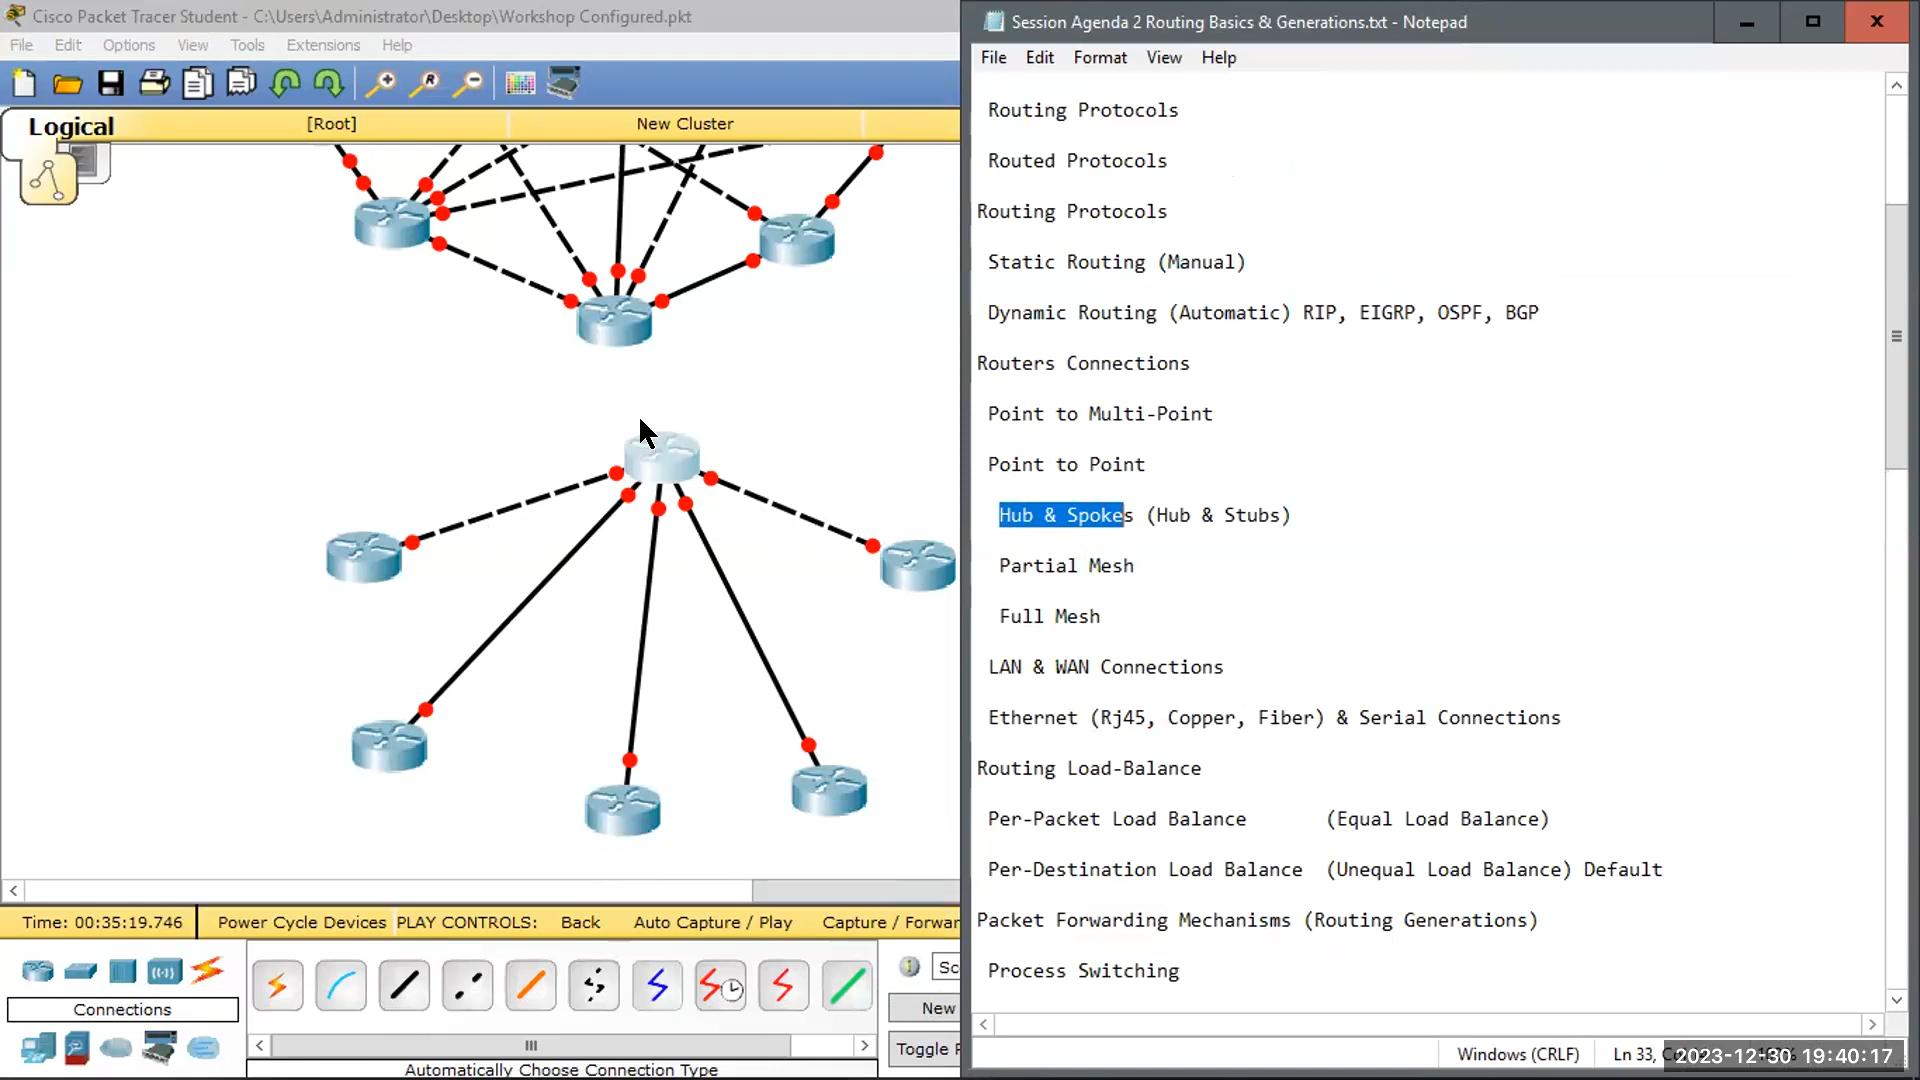 Cisco Packet Tracer Student - C:\Users\Administrator\Desktop\Workshop Configured.pkt
File Edit Options View Tools Extensions Help
Logical [Root] New Cluster
Time: 00:35:19.746 Power Cycle Devices PLAY CONTROLS: Back Auto Capture / Play Capture / Forwar
Connections
Automatically Choose Connection Type
Sc
New
Toggle
Session Agenda 2 Routing Basics & Generations.txt - Notepad
File Edit Format View Help
Routing Protocols
Routed Protocols
Routing Protocols
Static Routing (Manual)
Dynamic Routing (Automatic) RIP, EIGRP, OSPF, BGP
Routers Connections
Point to Multi-Point
Point to Point
Hub & Spokes (Hub & Stubs)
Partial Mesh
Full Mesh
LAN & WAN Connections
Ethernet (Rj45, Copper, Fiber) & Serial Connections
Routing Load-Balance
Per-Packet Load Balance (Equal Load Balance)
Per-Destination Load Balance (Unequal Load Balance) Default
Packet Forwarding Mechanisms (Routing Generations)
Process Switching
Windows (CRLF) Ln 33,
2023-12-30 19:40:17